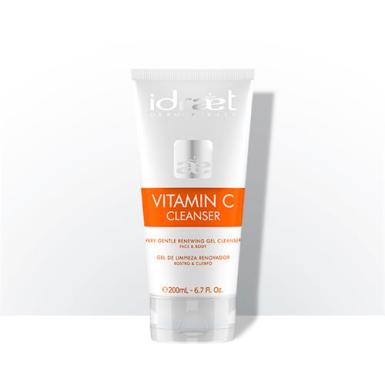 idraet
VITAMIN C
CLEANSER
VERY GENTLE RENEWING GEL CLEANSER
FACE & BODY
GEL DE LIMPIEZA RENOVADOR
ROSTRO & CUERPO
℮200mL - 6.7 Fl. Oz.